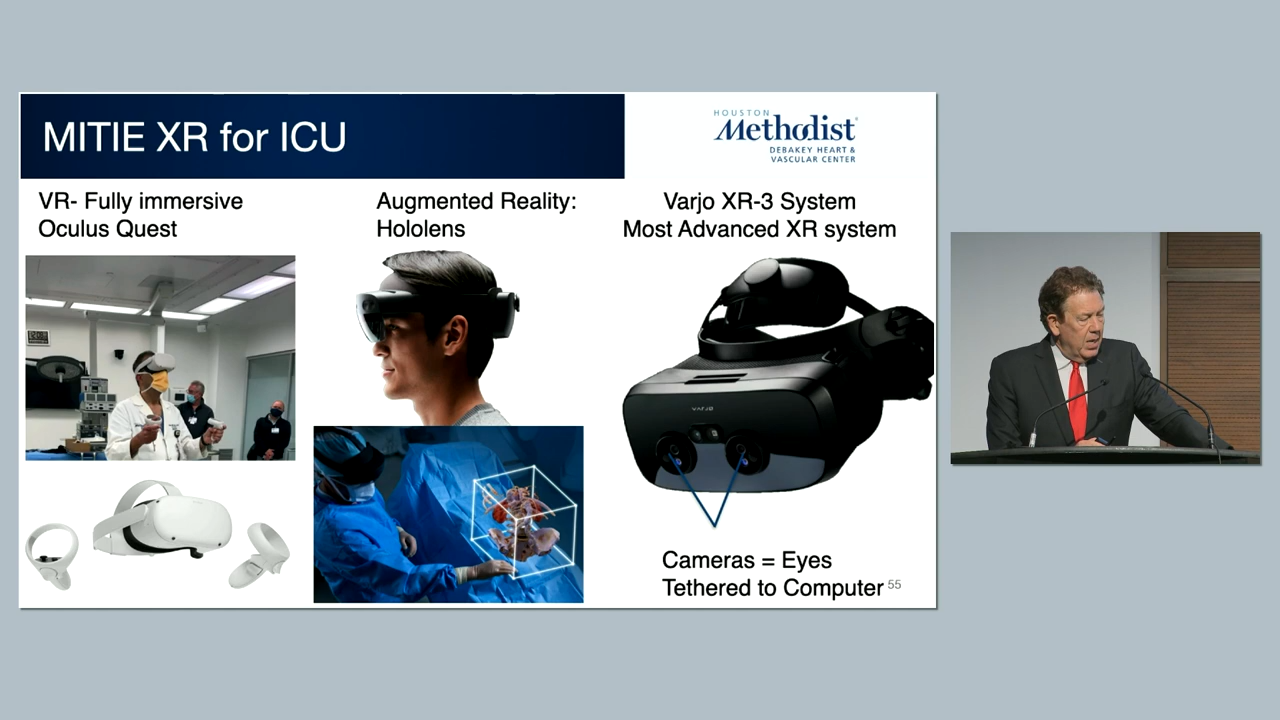 MITIE XR for ICU
HOUSTON
Methodist
DEBAKEY HEART &
VASCULAR CENTER
VR- Fully immersive
Oculus Quest
Augmented Reality:
Hololens
Varjo XR-3 System
Most Advanced XR system
VARJO
Cameras = Eyes
Tethered to Computer 55